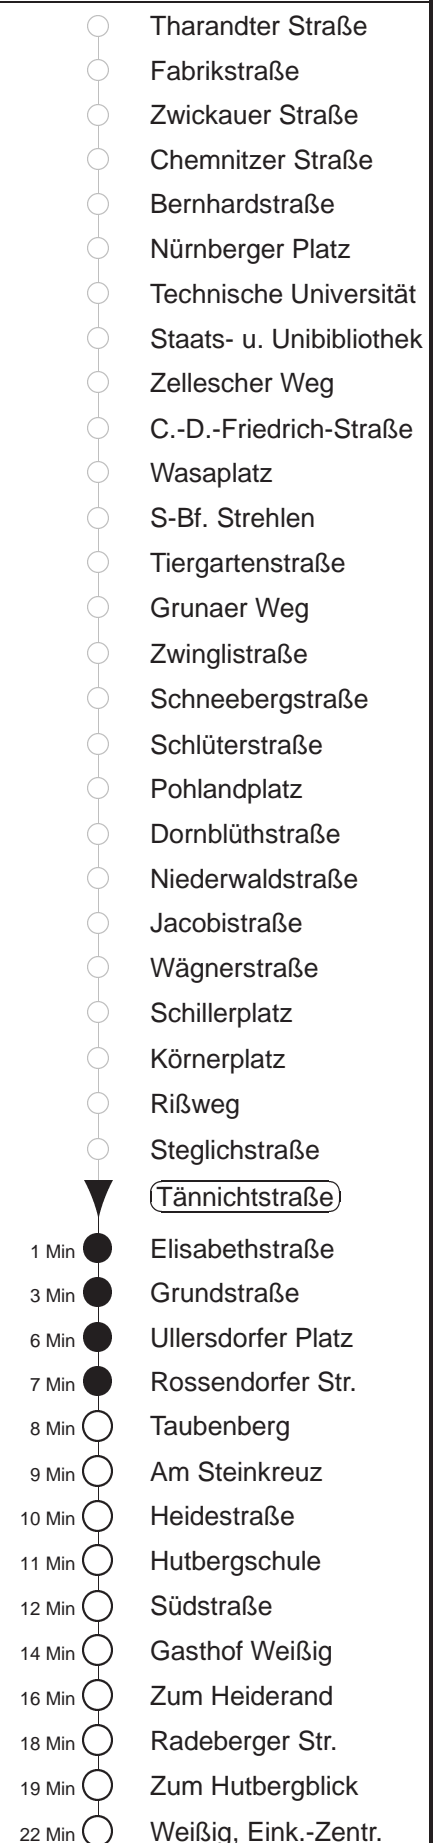 Tharandter Straße
Fabrikstraße
Zwickauer Straße
Chemnitzer Straße
Bernhardstraße
Nürnberger Platz
Technische Universität
Staats- u. Unibibliothek
Zellescher Weg
C.-D.-Friedrich-Straße
Wasaplatz
S-Bf. Strehlen
Tiergartenstraße
Grunaer Weg
Zwinglistraße
Schneebergstraße
Schlüterstraße
Pohlandplatz
Dornblüthstraße
Niederwaldstraße
Jacobistraße
Wägnerstraße
Schillerplatz
Körnerplatz
Rißweg
Steglichstraße
Tännichtstraße
1 Min Elisabethstraße
3 Min Grundstraße
6 Min Ullersdorfer Platz
7 Min Rossendorfer Str.
8 Min Taubenberg
9 Min Am Steinkreuz
10 Min Heidestraße
11 Min Hutbergschule
12 Min Südstraße
14 Min Gasthof Weißig
16 Min Zum Heiderand
18 Min Radeberger Str.
19 Min Zum Hutbergblick
22 Min Weißig, Eink.-Zentr.